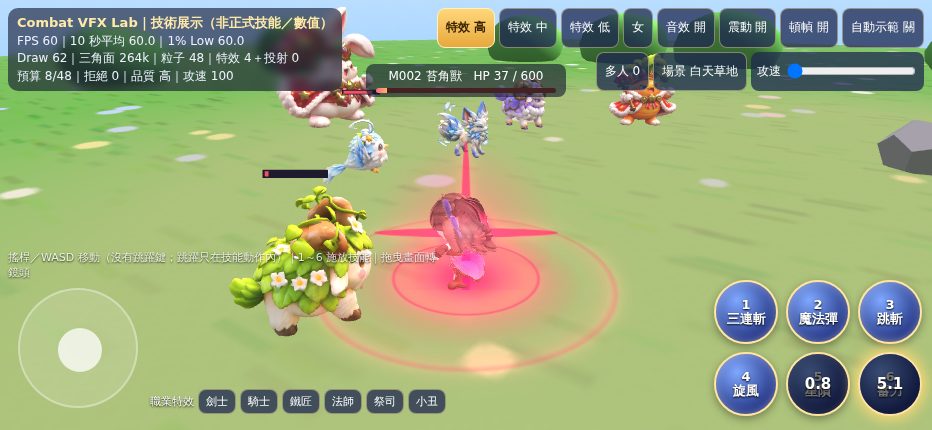 Combat VFX Lab｜技術展示（非正式技能／數值）
FPS 60｜10 秒平均 60.0｜1% Low 60.0
Draw 62｜三角面 264k｜粒子 48｜特效 4＋投射 0
預算 8/48｜拒絕 0｜品質 高｜攻速 100
特效 高
特效 中
特效 低
女
音效 開
震動 開
頓幀 開
自動示範 關
多人 0
場景 白天草地
攻速
M002 苔角獸 HP 37 / 600
搖桿／WASD 移動（沒有跳躍鍵；跳躍只在技能動作內）｜1～6 施放技能｜拖曳畫面轉
鏡頭
1
三連斬
2
魔法彈
3
跳斬
4
旋風
0.8
5.1
職業特效
劍士
騎士
鐵匠
法師
祭司
小丑